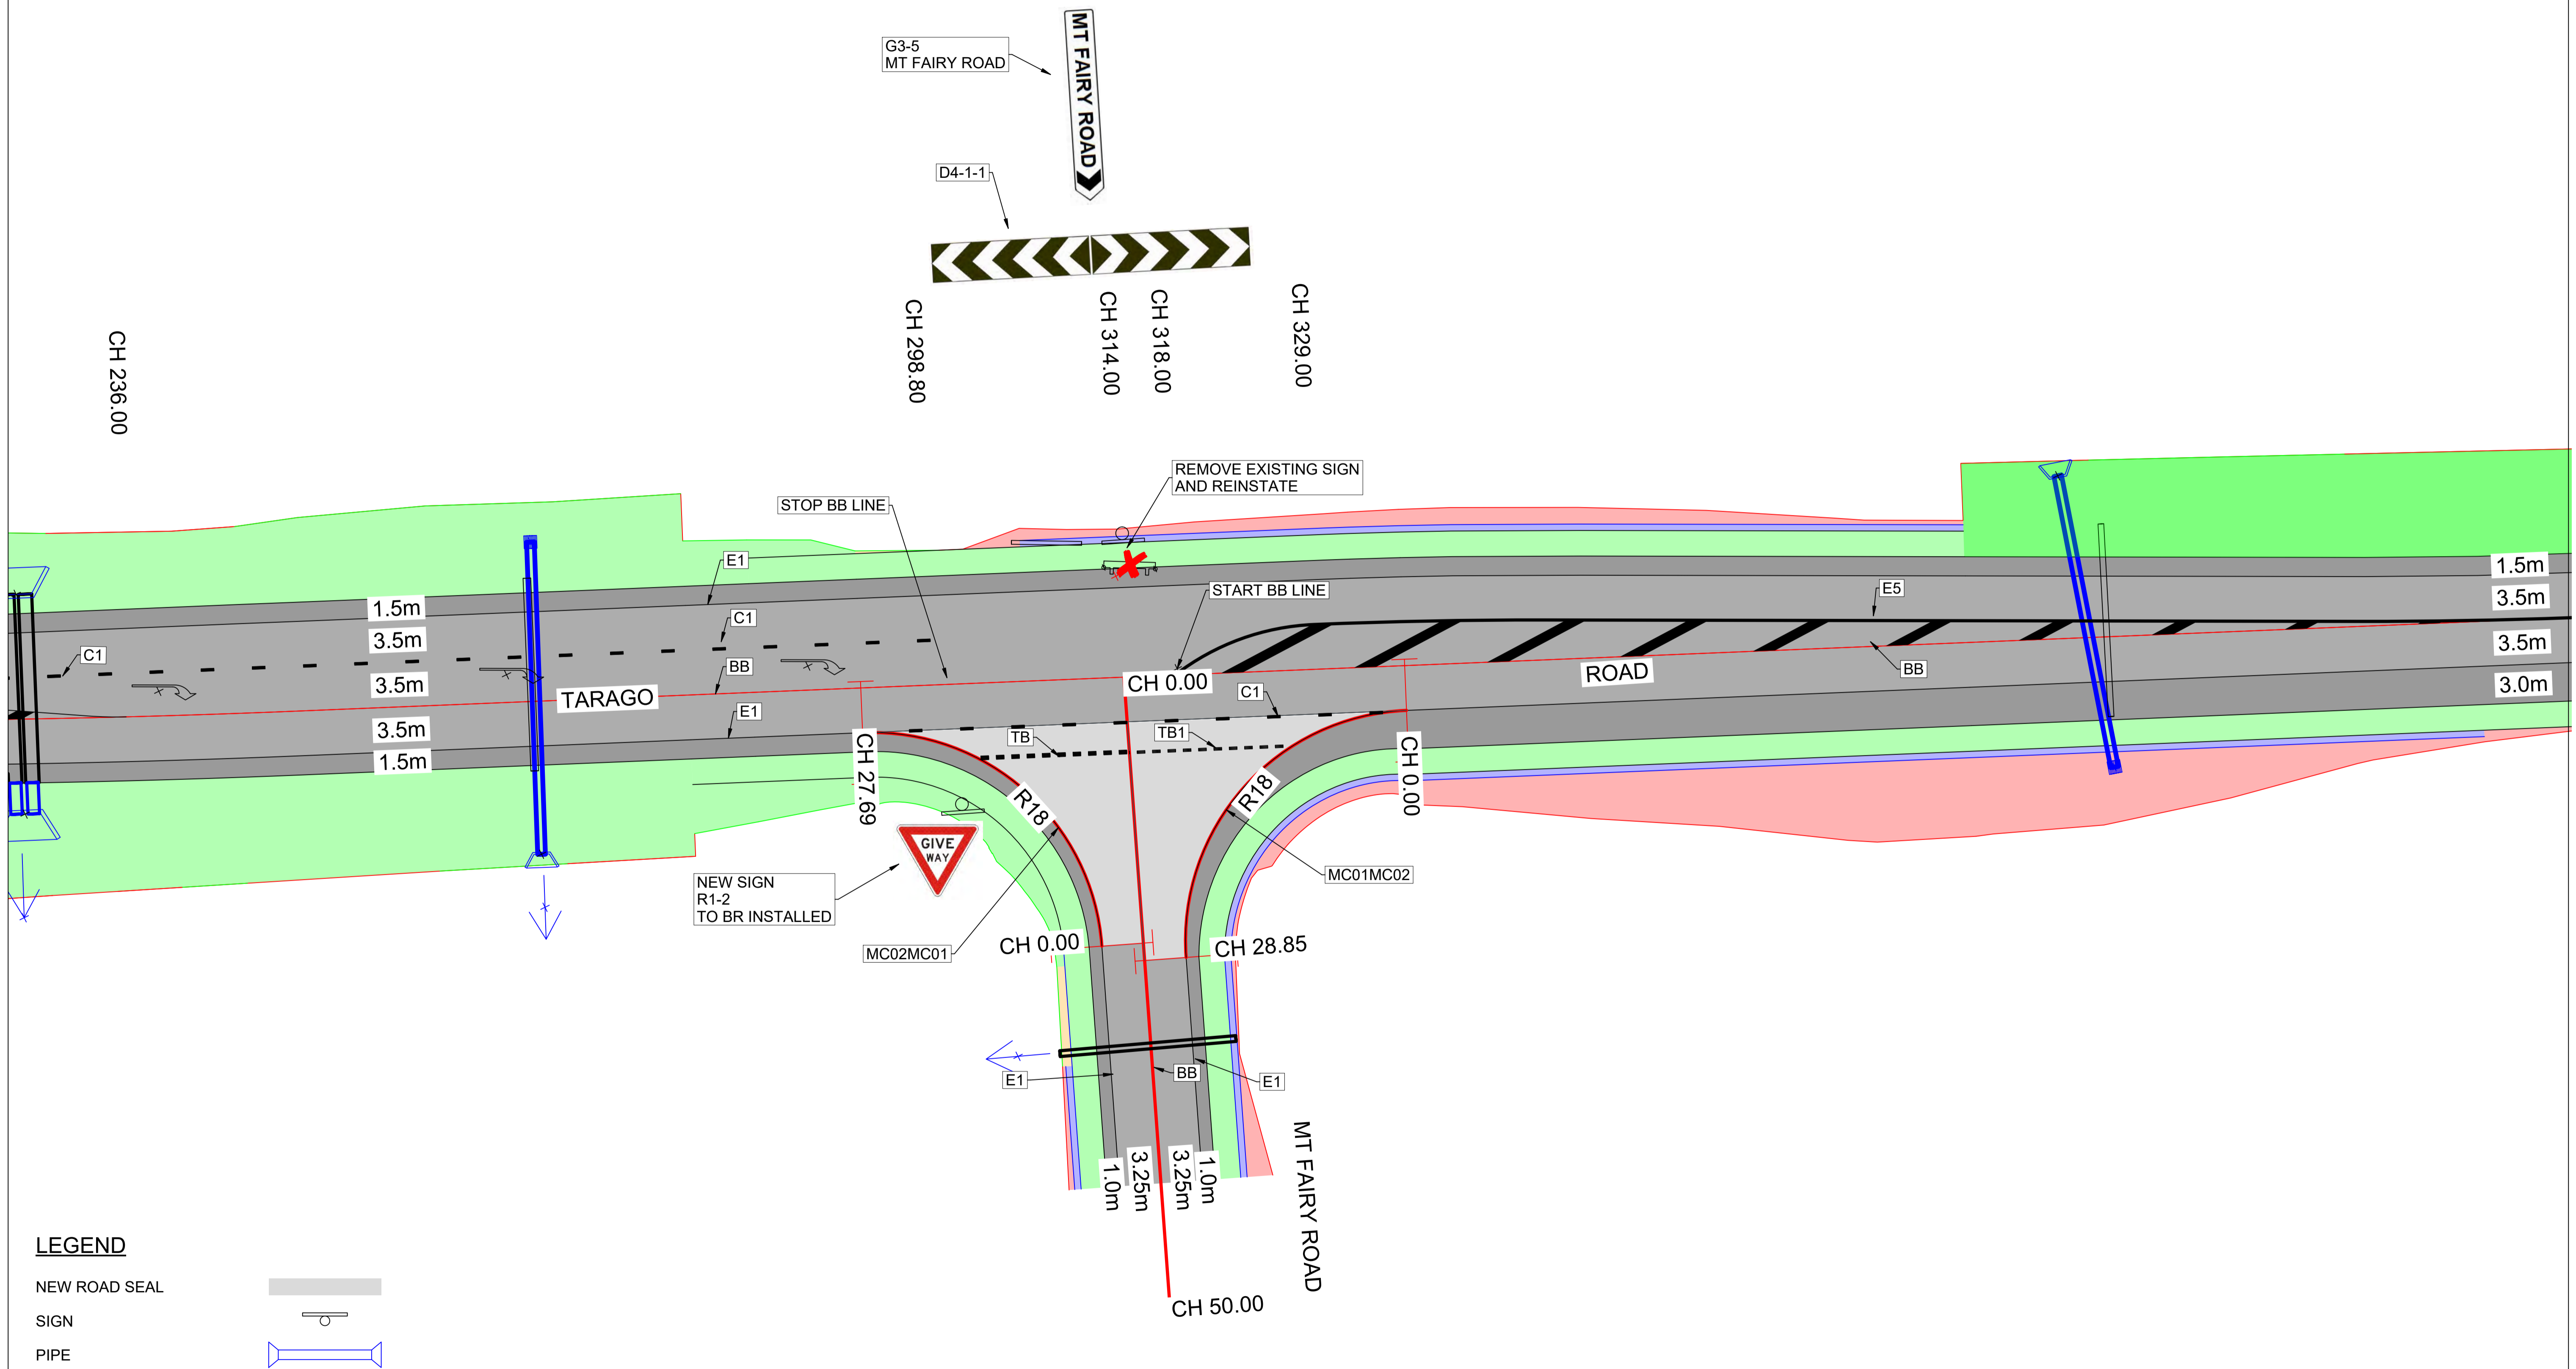 G3-5
MT FAIRY ROAD
MT FAIRY ROAD
D4-1-1
CH 236.00
CH 298.80
CH 314.00
CH 318.00
CH 329.00
REMOVE EXISTING SIGN
AND REINSTATE
STOP BB LINE
E1
START BB LINE
E5
1.5m
3.5m
3.5m
3.0m
1.5m
3.5m
3.5m
3.5m
1.5m
C1
C1
BB
TARAGO
E1
CH 0.00
C1
ROAD
BB
TB
TB1
CH 27.69
CH 0.00
R18
R18
GIVE
WAY
NEW SIGN
R1-2
TO BR INSTALLED
MC01MC02
MC02MC01
CH 0.00
CH 28.85
E1
BB
E1
1.0m
3.25m
3.25m
1.0m
MT FAIRY ROAD
CH 50.00
LEGEND
NEW ROAD SEAL
SIGN
PIPE